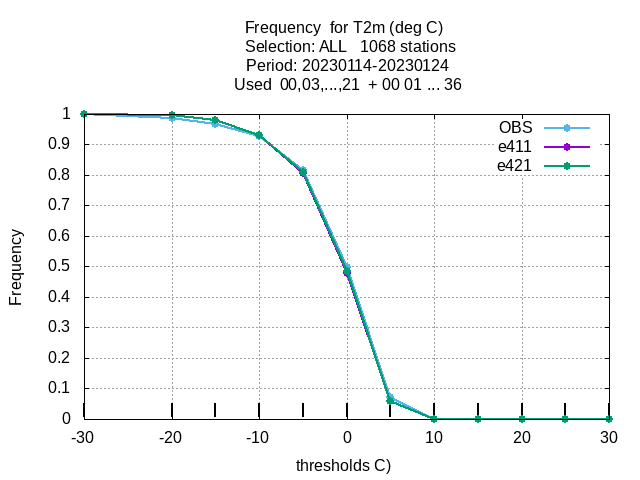 Frequency  for T2m (deg C)
Selection: ALL   1068 stations
Period: 20230114-20230124
Used  00,03,...,21  + 00 01 ... 36
OBS
e411
e421
1
0.9
0.8
0.7
0.6
0.5
0.4
0.3
0.2
0.1
0
Frequency
-30
-20
-10
0
10
20
30
thresholds C)